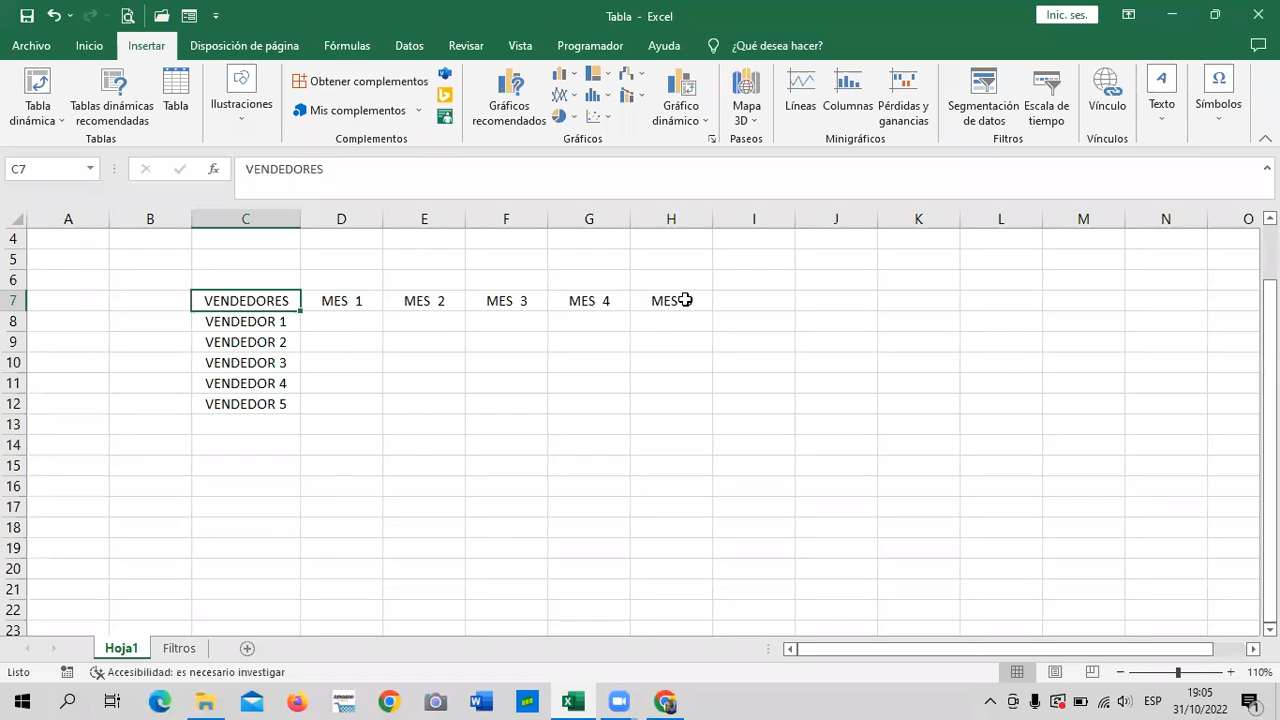 Tabla - Excel
Inic. ses.
Archivo Inicio Insertar Disposición de página Fórmulas Datos Revisar Vista Programador Ayuda ¿Qué desea hacer?
Tabla dinámica
Tablas dinámicas recomendadas
Tabla
Ilustraciones
Obtener complementos
Mis complementos
Gráficos recomendados
Gráfico dinámico
Mapa 3D
Líneas
Columnas
Pérdidas y ganancias
Segmentación de datos
Escala de tiempo
Vínculo
Texto
Símbolos
Tablas Complementos Gráficos Paseos Minigráficos Filtros Vínculos
C7 fx VENDEDORES
A B C D E F G H I J K L M N O
4
5
6
7 VENDEDORES MES 1 MES 2 MES 3 MES 4 MES
8 VENDEDOR 1
9 VENDEDOR 2
10 VENDEDOR 3
11 VENDEDOR 4
12 VENDEDOR 5
13
14
15
16
17
18
19
20
21
22
23
Hoja1 Filtros
Listo Accesibilidad: es necesario investigar 110%
ESP 19:05
31/10/2022